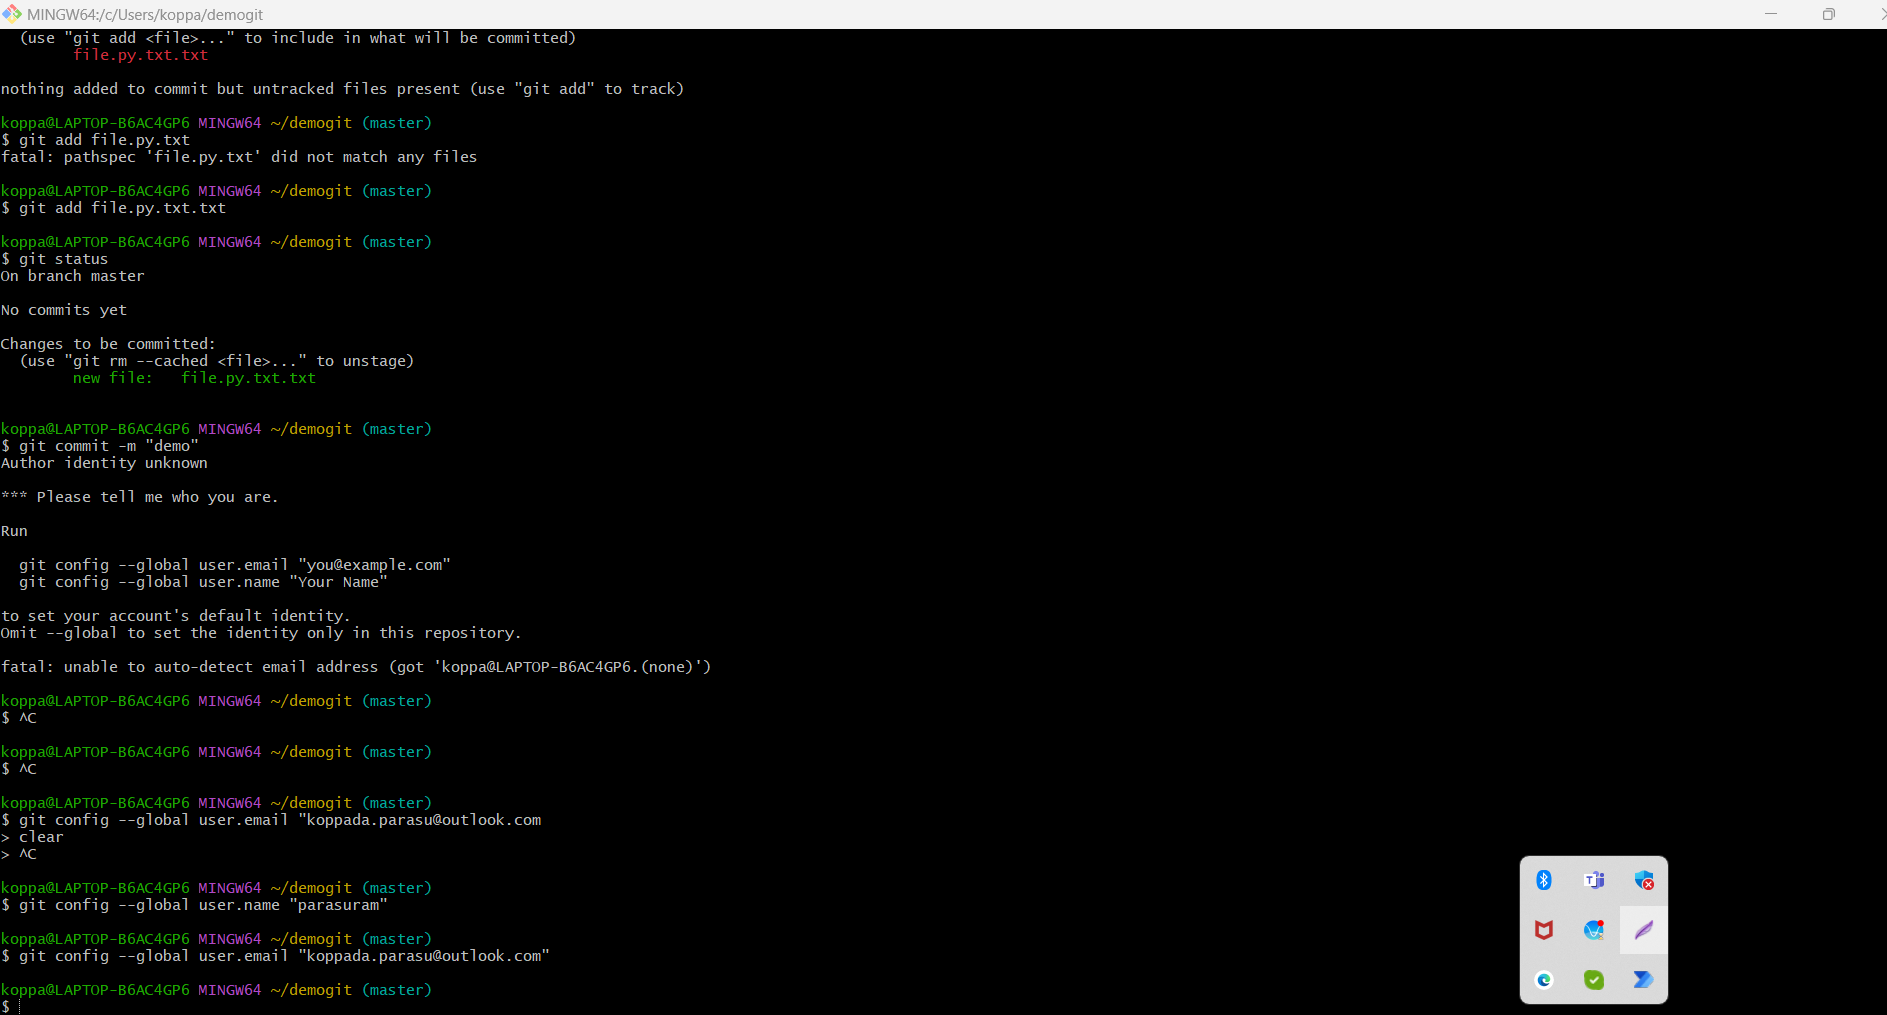 MINGW64:/c/Users/koppa/demogit
(use "git add <file>..." to include in what will be committed)
file.py.txt.txt
nothing added to commit but untracked files present (use "git add" to track)
koppa@LAPTOP-B6AC4GP6 MINGW64 ~/demogit (master)
$ git add file.py.txt
fatal: pathspec 'file.py.txt' did not match any files
koppa@LAPTOP-B6AC4GP6 MINGW64 ~/demogit (master)
$ git add file.py.txt.txt
koppa@LAPTOP-B6AC4GP6 MINGW64 ~/demogit (master)
$ git status
On branch master
No commits yet
Changes to be committed:
(use "git rm --cached <file>..." to unstage)
new file:   file.py.txt.txt
koppa@LAPTOP-B6AC4GP6 MINGW64 ~/demogit (master)
$ git commit -m "demo"
Author identity unknown
*** Please tell me who you are.
Run
git config --global user.email "you@example.com"
git config --global user.name "Your Name"
to set your account's default identity.
Omit --global to set the identity only in this repository.
fatal: unable to auto-detect email address (got 'koppa@LAPTOP-B6AC4GP6.(none)')
koppa@LAPTOP-B6AC4GP6 MINGW64 ~/demogit (master)
$ ^C
koppa@LAPTOP-B6AC4GP6 MINGW64 ~/demogit (master)
$ ^C
koppa@LAPTOP-B6AC4GP6 MINGW64 ~/demogit (master)
$ git config --global user.email "koppada.parasu@outlook.com
> clear
> ^C
koppa@LAPTOP-B6AC4GP6 MINGW64 ~/demogit (master)
$ git config --global user.name "parasuram"
koppa@LAPTOP-B6AC4GP6 MINGW64 ~/demogit (master)
$ git config --global user.email "koppada.parasu@outlook.com"
koppa@LAPTOP-B6AC4GP6 MINGW64 ~/demogit (master)
$